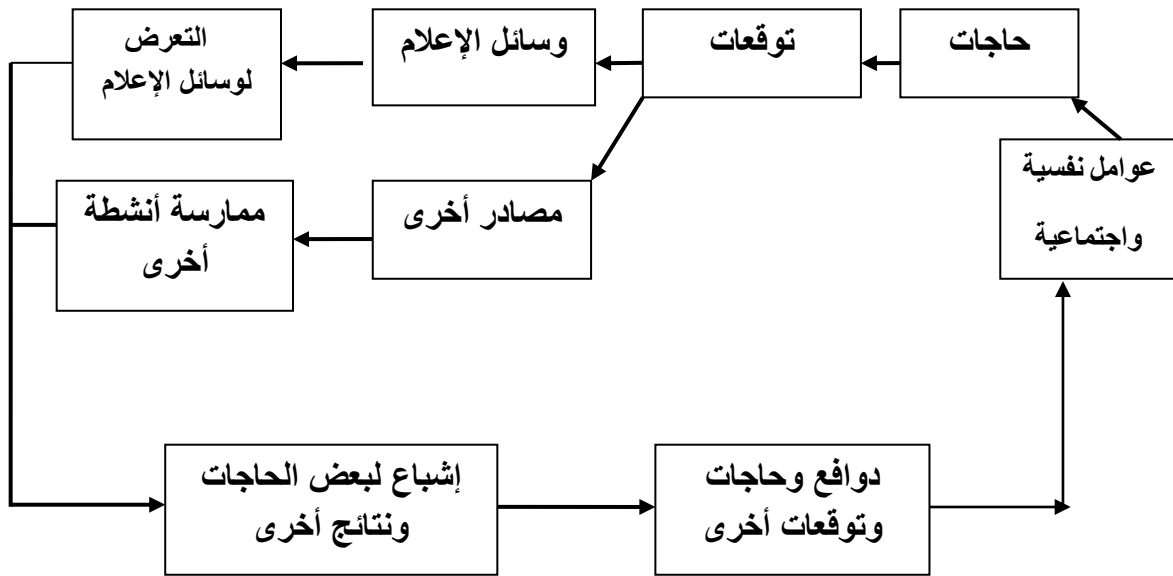 حاجات
توقعات
وسائل الإعلام
التعرض
لوسائل الإعلام
عوامل نفسية
واجتماعية
مصادر أخرى
ممارسة أنشطة
أخرى
دوافع وحاجات
وتوقعات أخرى
إشباع لبعض الحاجات
ونتائج أخرى